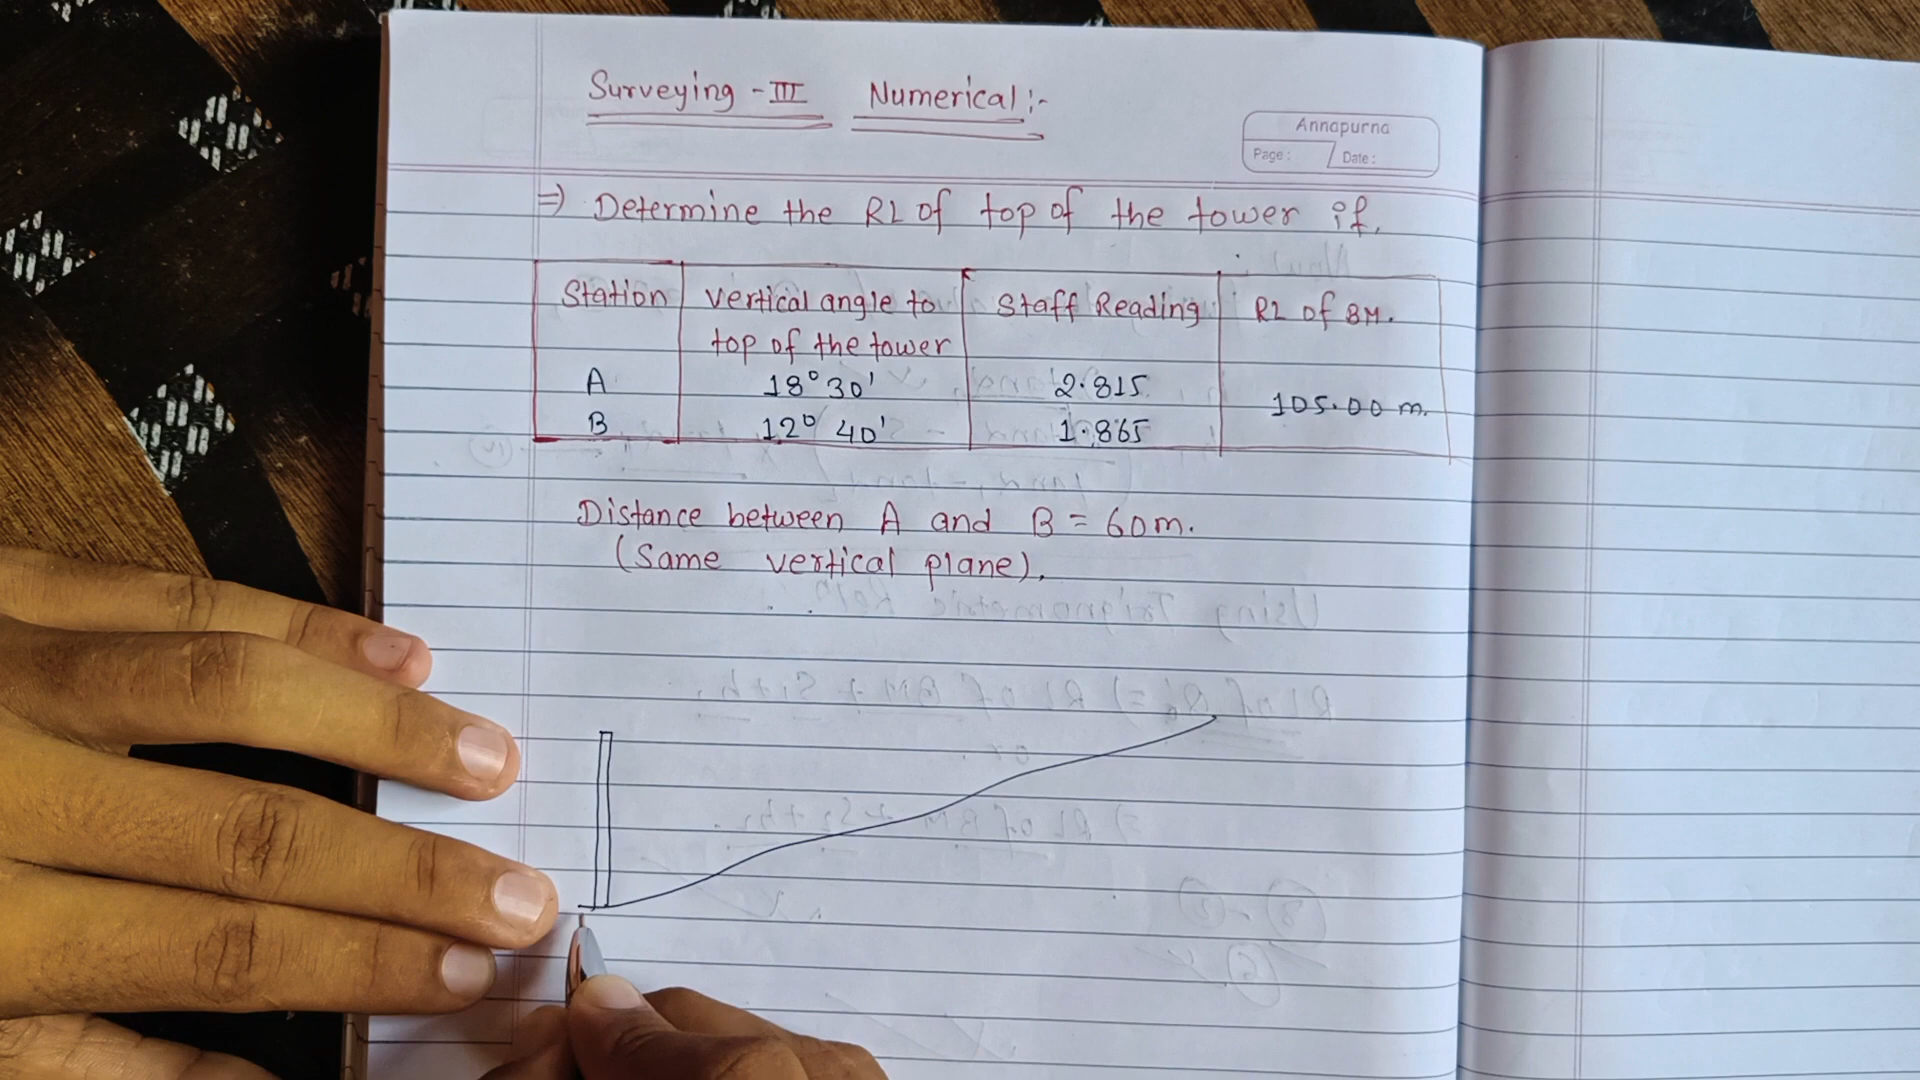 Surveying - III Numerical :-
Annapurna
Page : Date :
=) Determine the RL of top of the tower if,
Station vertical angle to top of the tower Staff Reading RL of BM.
A 18° 30' 2.815 105.00 m.
B 12° 40' 1.865
Distance between A and B = 60m.
(Same vertical plane).